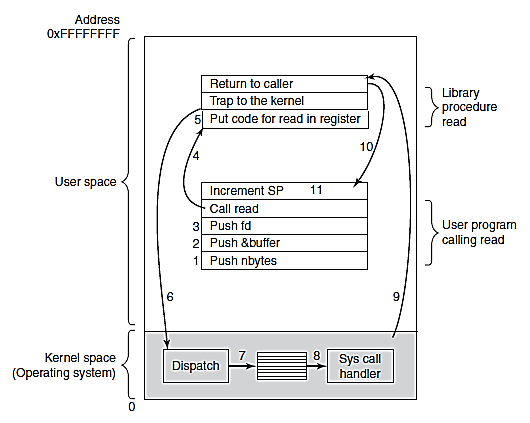 Address
0xFFFFFFFF
Return to caller
Trap to the kernel
5 Put code for read in register
Library
procedure
read
4
10
User space
Increment SP 11
Call read
3 Push fd
2 Push &buffer
1 Push nbytes
User program
calling read
6
9
Kernel space
(Operating system)
Dispatch
7
8
Sys call
handler
0